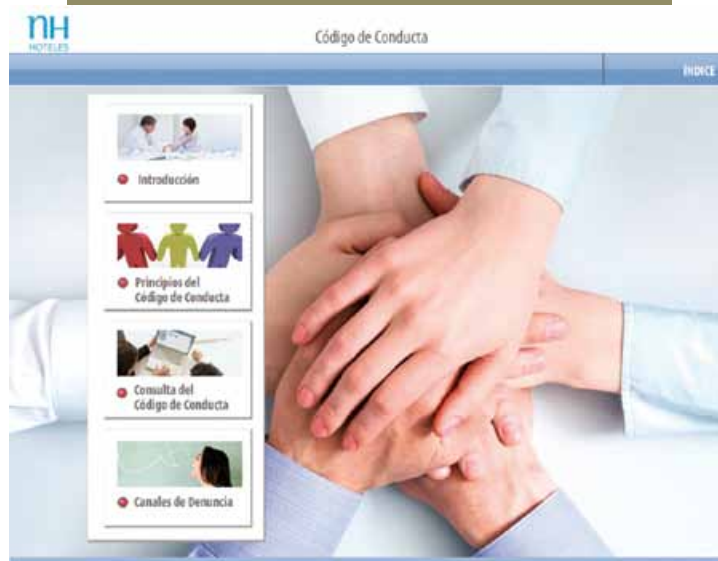 nH
HOTELES
Código de Conducta
ÍNDICE
Introducción
Principios del
Código de Conducta
Consulta del
Código de Conducta
Canales de Denuncia